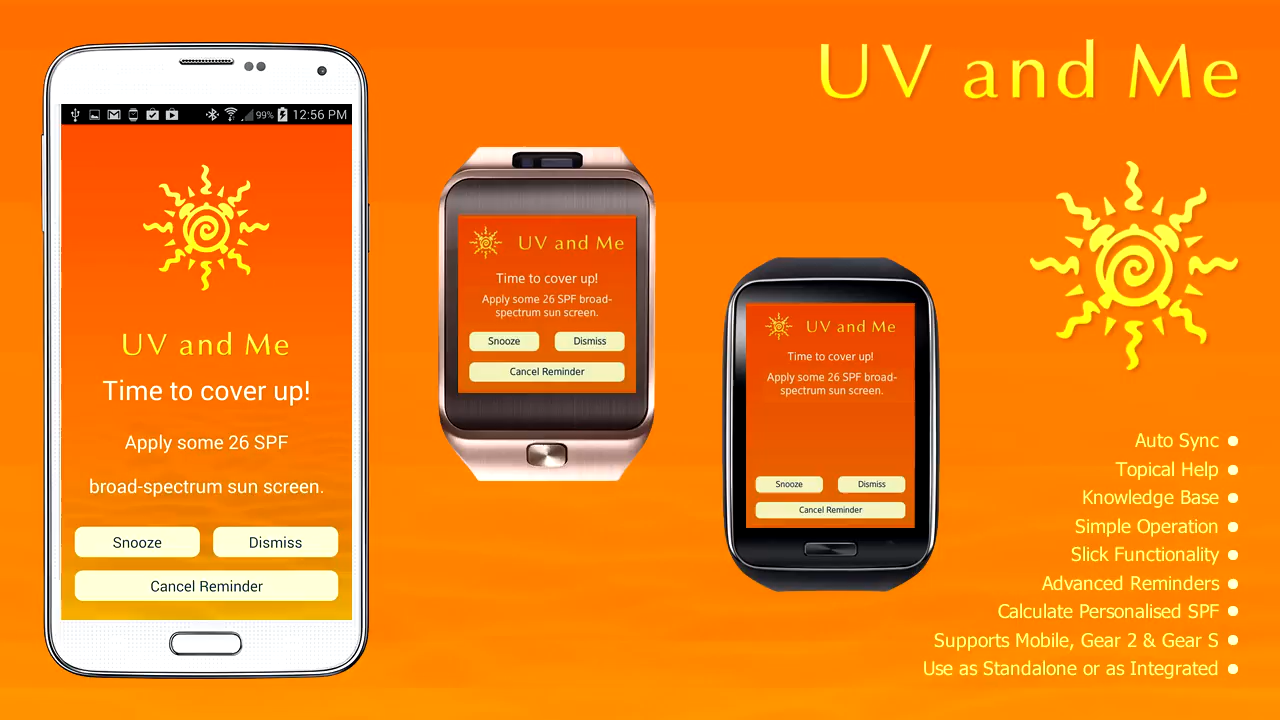 UV and Me
99% 12:56 PM
UV and Me
Time to cover up!
Apply some 26 SPF
broad-spectrum sun screen.
Snooze Dismiss
Cancel Reminder
UV and Me
Time to cover up!
Apply some 26 SPF broad-
spectrum sun screen.
Snooze Dismiss
Cancel Reminder
UV and Me
Time to cover up!
Apply some 26 SPF broad-
spectrum sun screen.
Snooze Dismiss
Cancel Reminder
Auto Sync
Topical Help
Knowledge Base
Simple Operation
Slick Functionality
Advanced Reminders
Calculate Personalised SPF
Supports Mobile, Gear 2 & Gear S
Use as Standalone or as Integrated